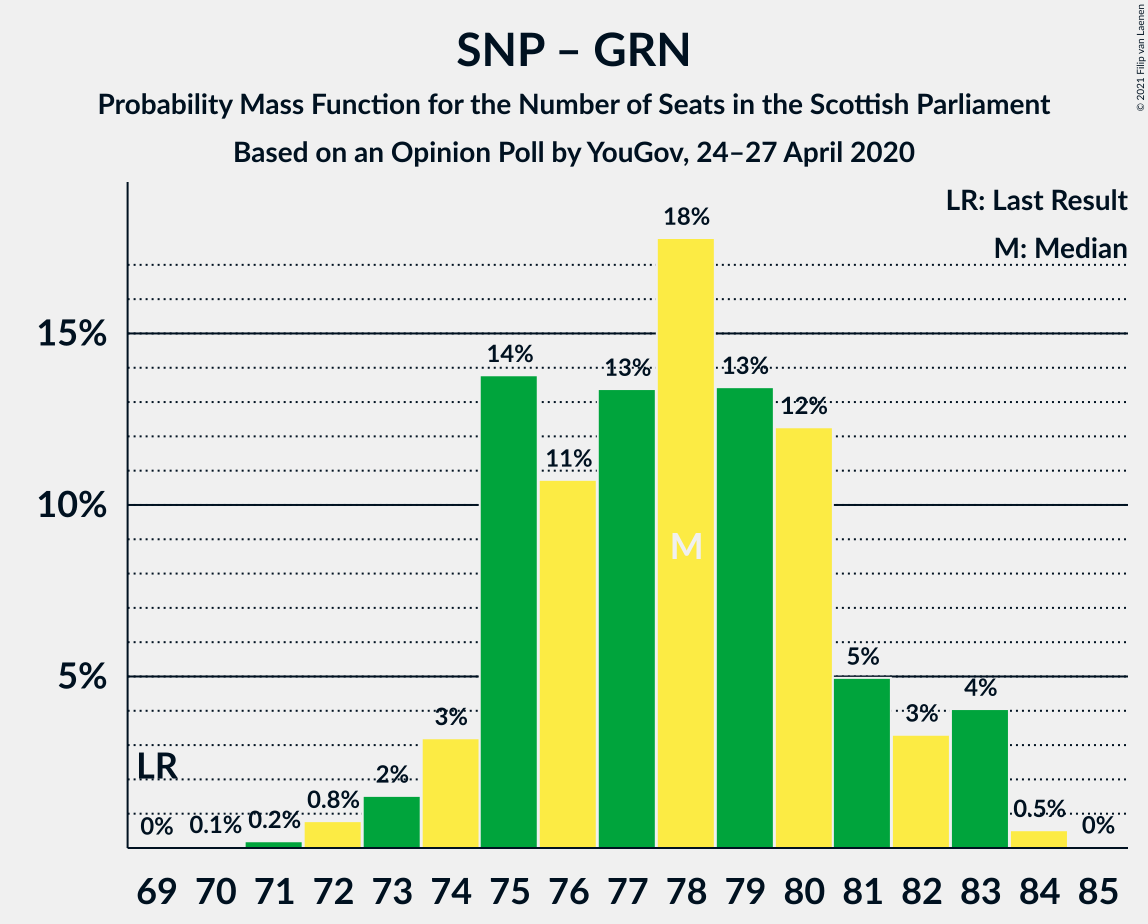 SNP – GRN
Probability Mass Function for the Number of Seats in the Scottish Parliament
Based on an Opinion Poll by YouGov, 24–27 April 2020
© 2021 Filip van Laenen
LR: Last Result
M: Median
15%
10%
5%
LR
0%
0.1%
0.2%
0.8%
2%
3%
14%
11%
13%
18%
13%
12%
5%
3%
4%
0.5%
0%
M
69 70 71 72 73 74 75 76 77 78 79 80 81 82 83 84 85